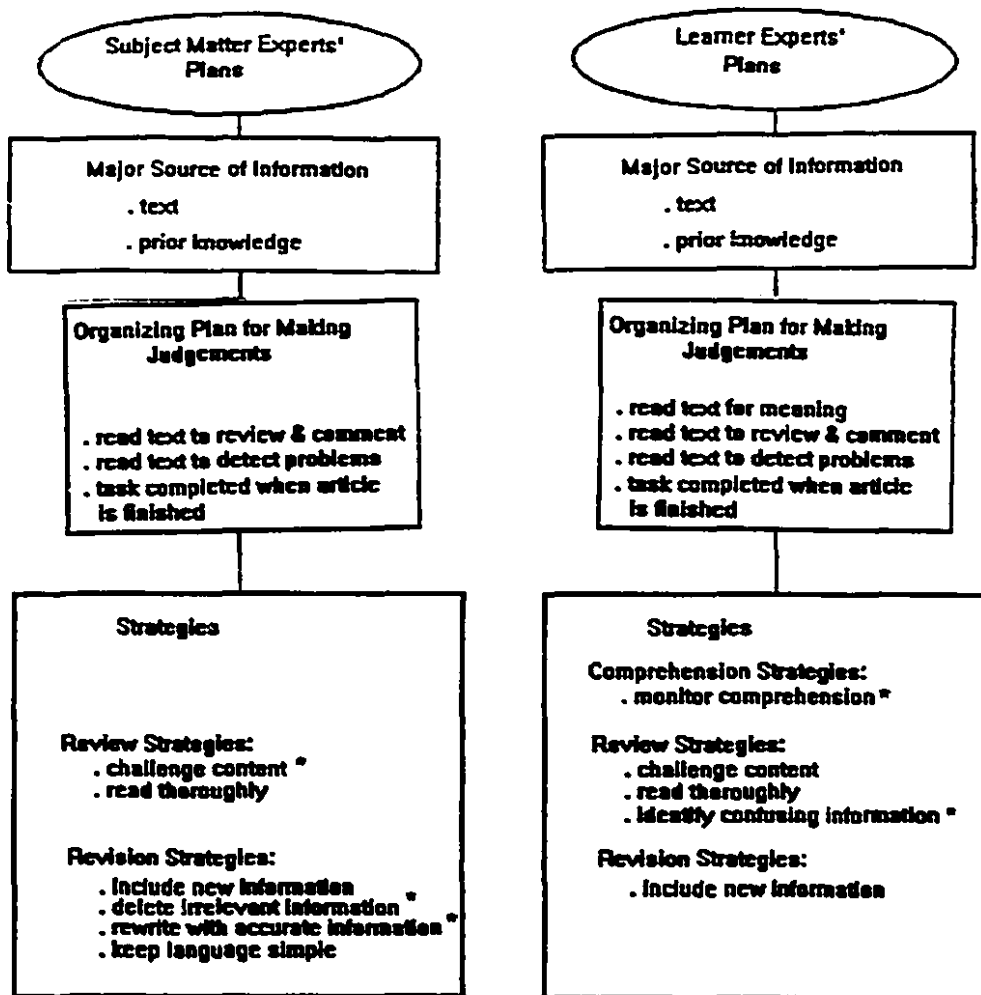 Subject Matter Experts'
Plans
Major Source of Information
. text
. prior knowledge
Organizing Plan for Making
Judgements
. read text to review & comment
. read text to detect problems
. task completed when article
is finished
Strategies
Review Strategies:
. challenge content *
. read thoroughly
Revision Strategies:
. include new information
. delete irrelevent information *
. rewrite with accurate information *
. keep language simple
Learner Experts'
Plans
Major Source of Information
. text
. prior knowledge
Organizing Plan for Making
Judgements
. read text for meaning
. read text to review & comment
. read text to detect problems
. task completed when article
is finished
Strategies
Comprehension Strategies:
. monitor comprehension *
Review Strategies:
. challenge content
. read thoroughly
. identify confusing information *
Revision Strategies:
. include new information